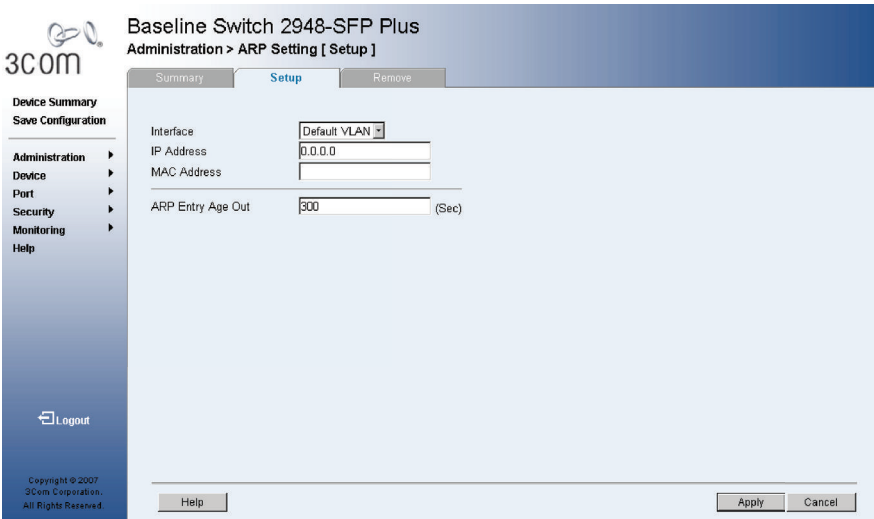 3COM
Baseline Switch 2948-SFP Plus
Administration > ARP Setting [ Setup ]
Summary
Setup
Remove
Device Summary
Save Configuration
Administration
Device
Port
Security
Monitoring
Help
Interface
Default VLAN
IP Address
0.0.0.0
MAC Address
ARP Entry Age Out
300
(Sec)
Logout
Copyright © 2007
3Com Corporation.
All Rights Reserved.
Help
Apply
Cancel